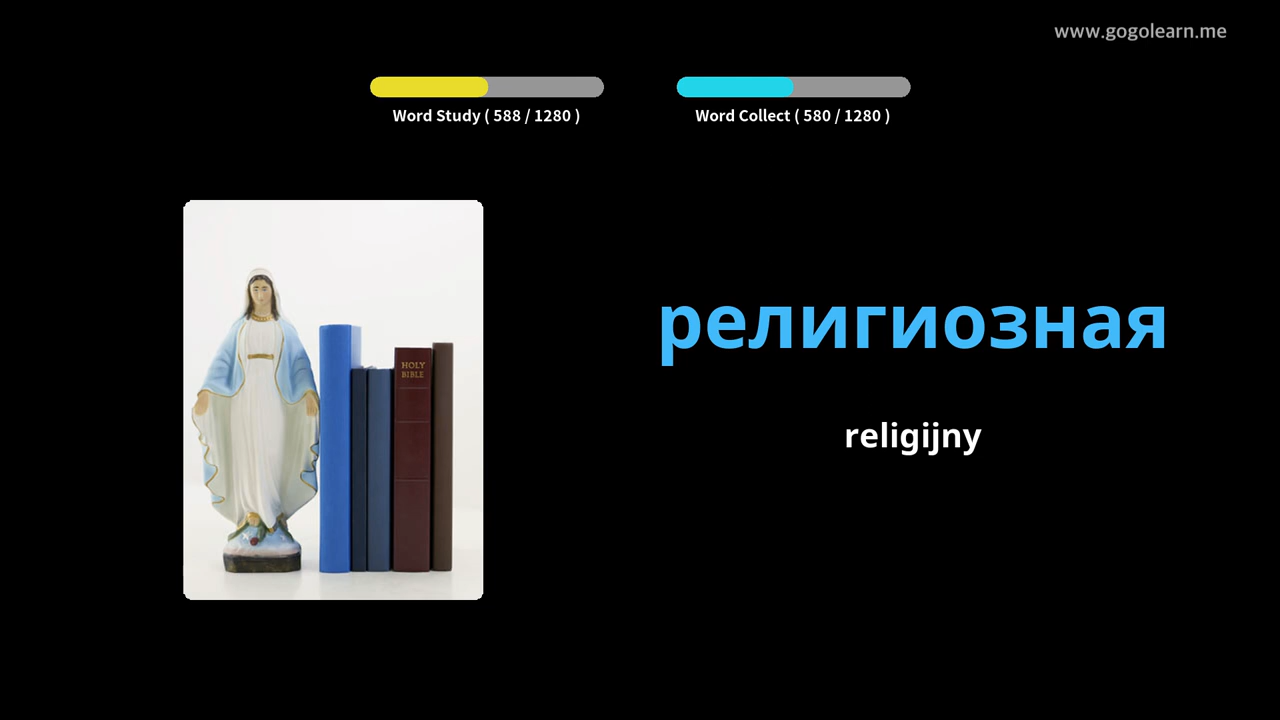 www.gogolearn.me
Word Study ( 588 / 1280 )
Word Collect ( 580 / 1280 )
HOLY
BIBLE
религиозная
religijny